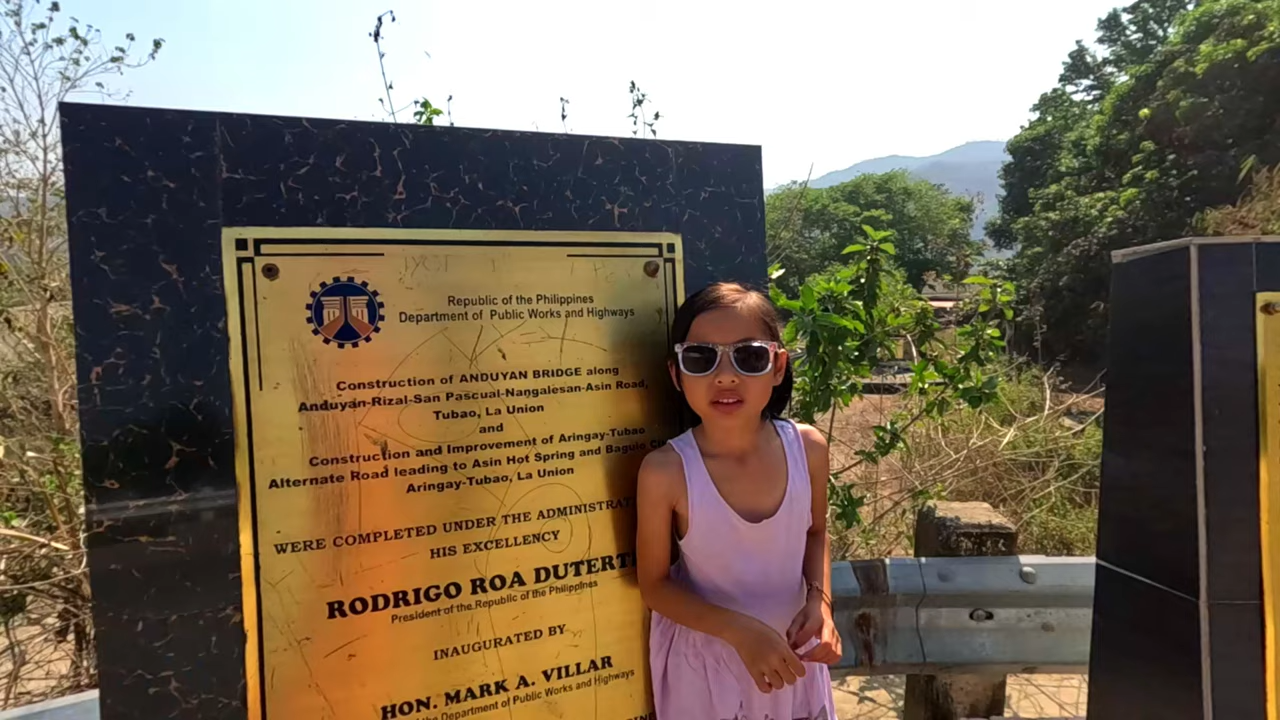 Republic of the Philippines
Department of Public Works and Highways
Construction of ANDUYAN BRIDGE along
Anduyan-Rizal-San Pascual-Nangalesan-Asin Road,
Tubao, La Union
and
Construction and Improvement of Aringay-Tubao
Alternate Road leading to Asin Hot Spring and Baguio
Aringay-Tubao, La Union
WERE COMPLETED UNDER THE
HIS EXCELLENCY
RODRIGO ROA DUTERT
President of the Republic of the Philippines
INAUGURATED BY
HON. MARK A. VILLAR
the Department of Public Works and Highways